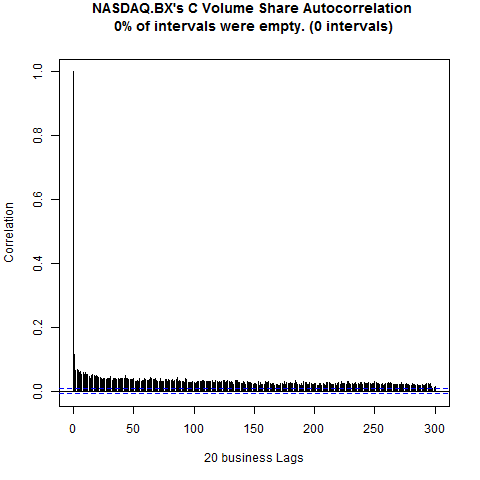 NASDAQ.BX's C Volume Share Autocorrelation
0% of intervals were empty. (0 intervals)
1.0
0.8
0.6
0.4
0.2
0.0
Correlation
0 50 100 150 200 250 300
20 business Lags